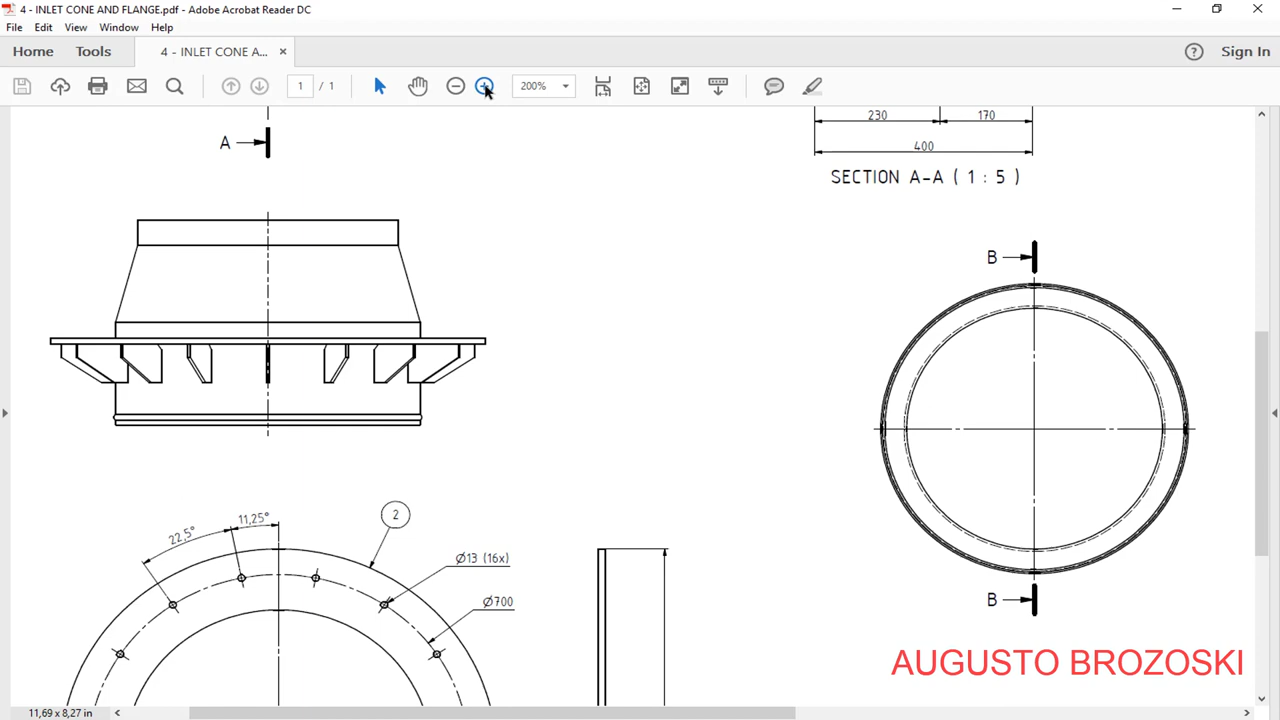 4 - INLET CONE AND FLANGE.pdf - Adobe Acrobat Reader DC
File Edit View Window Help
Home Tools 4 - INLET CONE A... × Sign In
1 / 1 200%
230 170
A
400
SECTION A-A ( 1 : 5 )
B
2
11,25°
22,5°
Ø13 (16x)
Ø700
B
AUGUSTO BROZOSKI
11,69 x 8,27 in